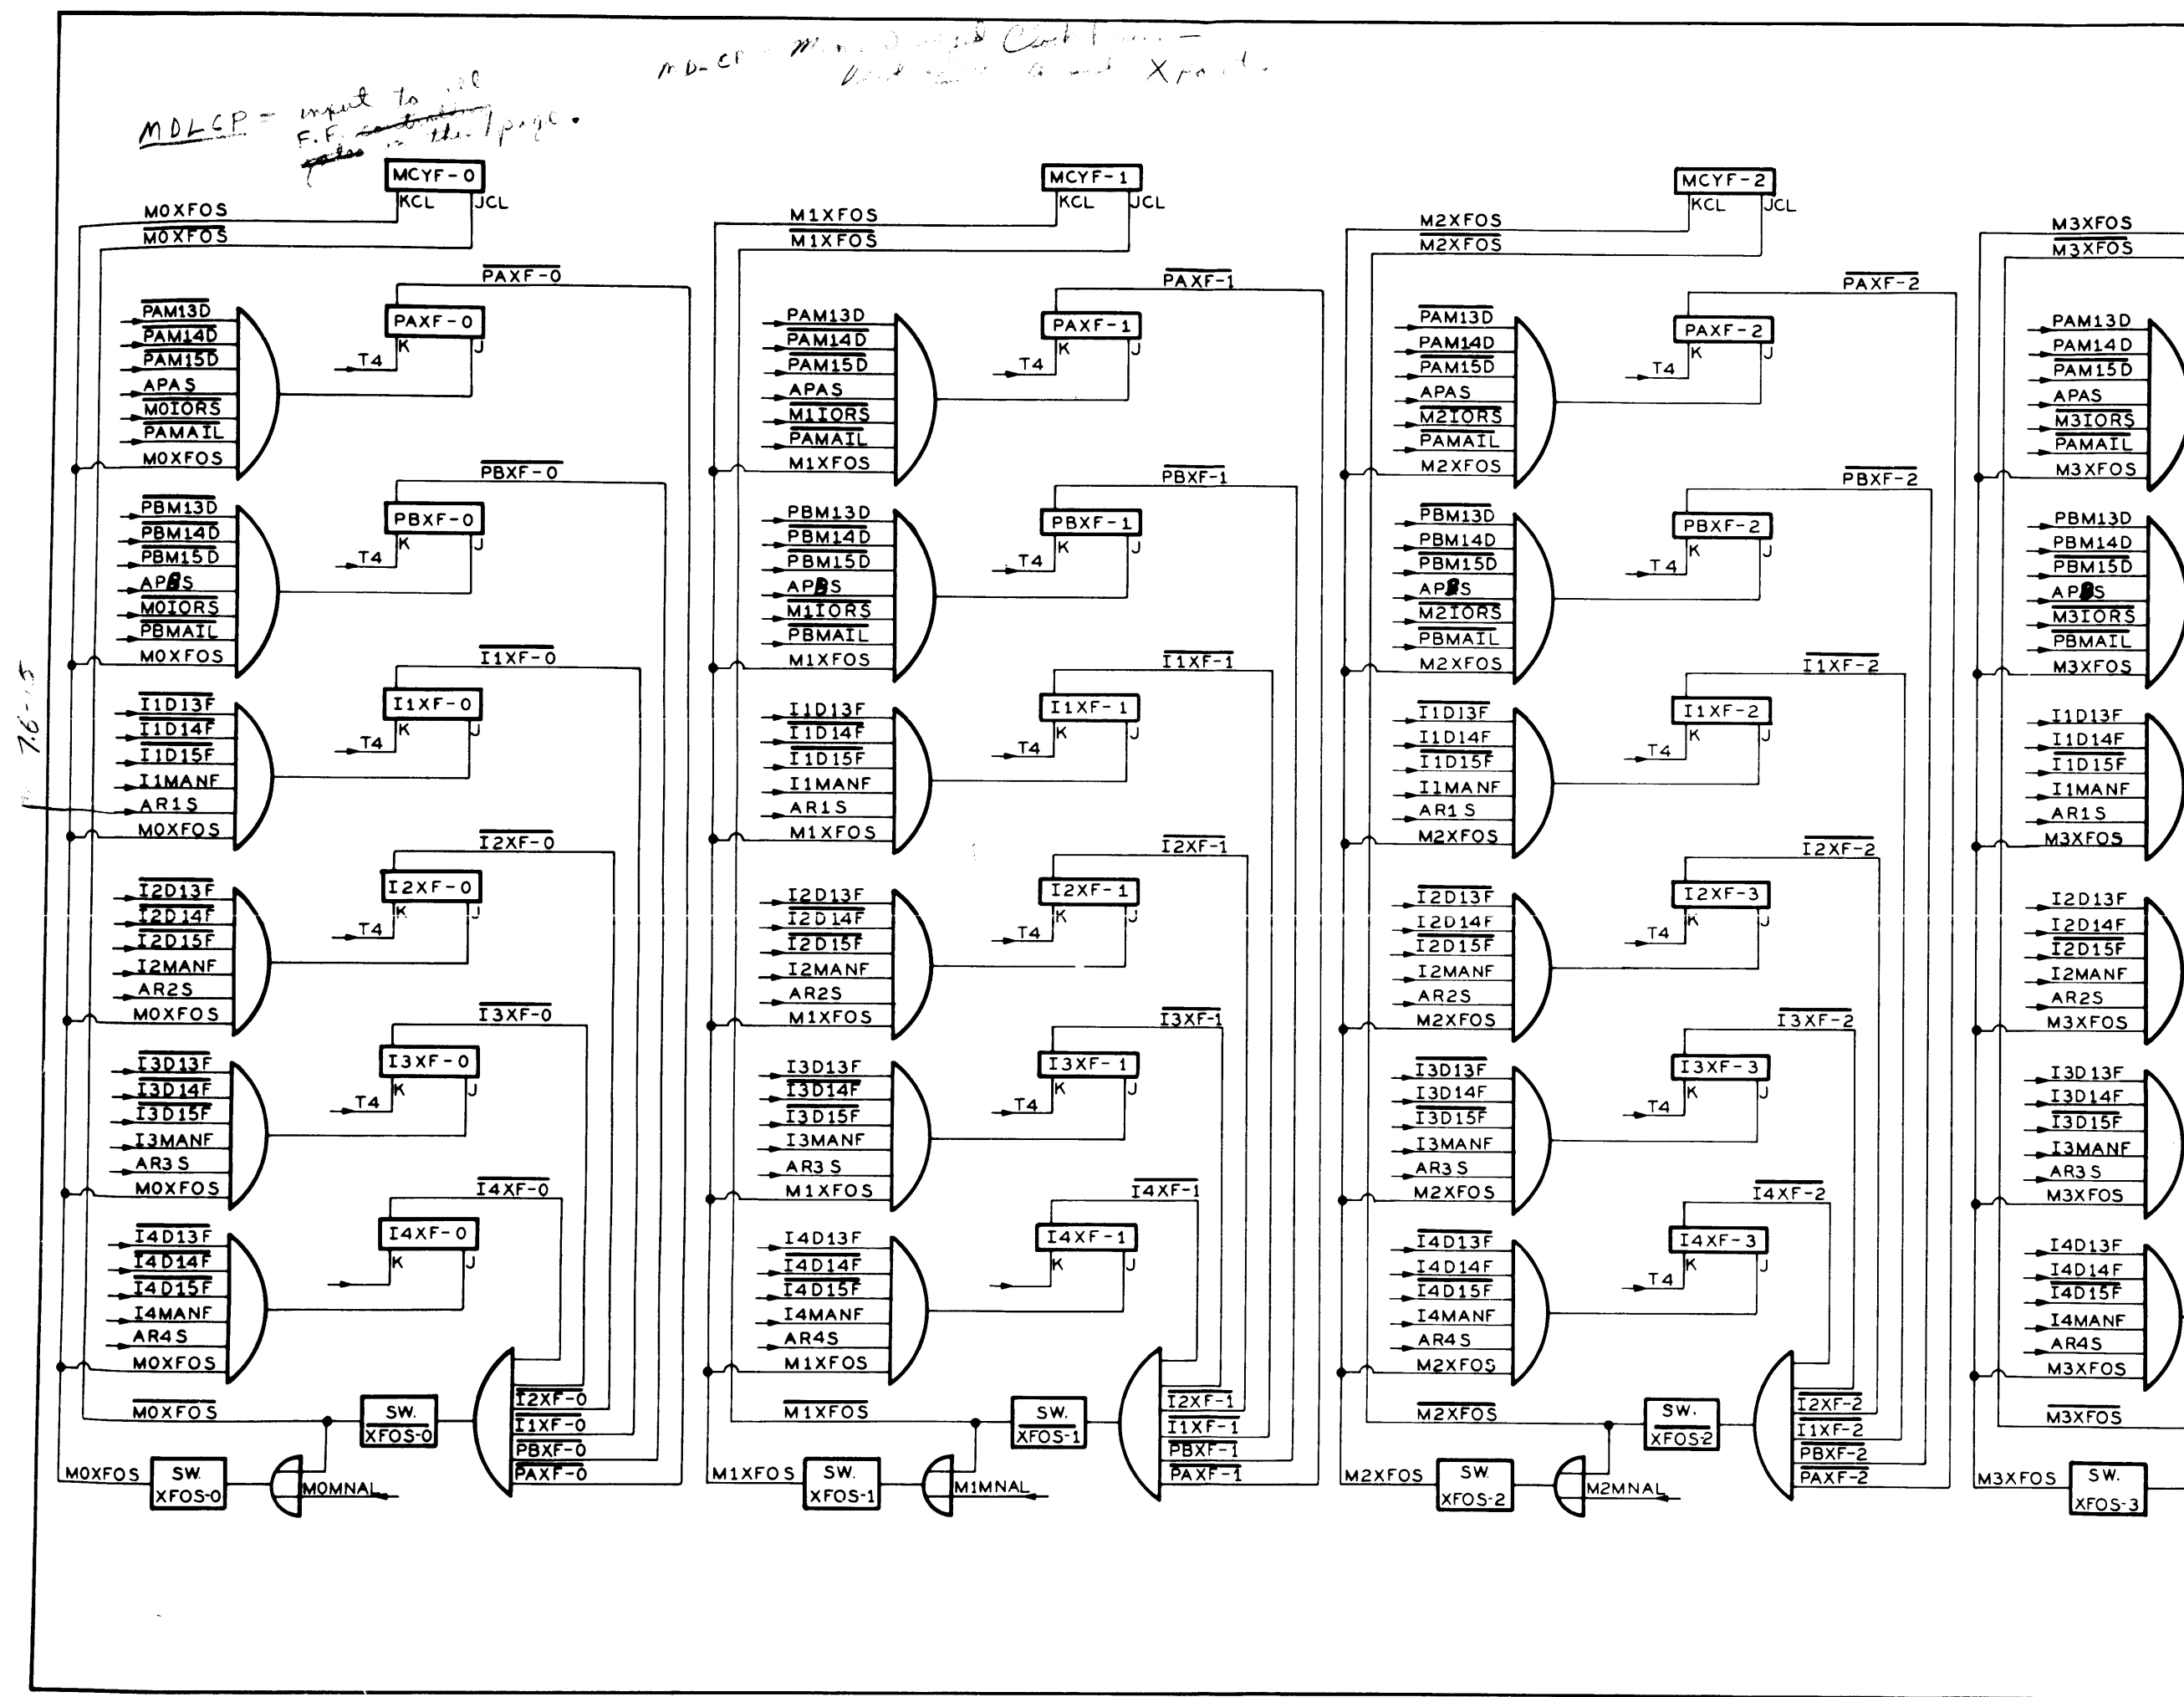 MDLCP
MDLCP = input to all
F.F. controlling
gates in this page.
7.6-15
MCYF-0
KCL
JCL
M0XFOS
M0XFOS
PAXF-0
PAM13D
PAM14D
PAM15D
APAS
M0IORS
PAMAIL
M0XFOS
PAXF-0
K
J
T4
PBXF-0
PBM13D
PBM14D
PBM15D
APBS
M0IORS
PBMAIL
M0XFOS
PBXF-0
K
J
T4
I1XF-0
I1D13F
I1D14F
I1D15F
I1MANF
AR1S
M0XFOS
I1XF-0
K
J
T4
I2XF-0
I2D13F
I2D14F
I2D15F
I2MANF
AR2S
M0XFOS
I2XF-0
K
J
T4
I3XF-0
I3D13F
I3D14F
I3D15F
I3MANF
AR3S
M0XFOS
I3XF-0
K
J
T4
I4XF-0
I4D13F
I4D14F
I4D15F
I4MANF
AR4S
M0XFOS
I4XF-0
K
J
M0XFOS
SW.
XFOS-0
I2XF-0
I1XF-0
PBXF-0
PAXF-0
M0XFOS
SW.
XFOS-0
M0MNAL
MCYF-1
KCL
JCL
M1XFOS
M1XFOS
PAXF-1
PAM13D
PAM14D
PAM15D
APAS
M1IORS
PAMAIL
M1XFOS
PAXF-1
K
J
T4
PBXF-1
PBM13D
PBM14D
PBM15D
APBS
M1IORS
PBMAIL
M1XFOS
PBXF-1
K
J
T4
I1XF-1
I1D13F
I1D14F
I1D15F
I1MANF
AR1S
M1XFOS
I1XF-1
K
J
T4
I2XF-1
I2D13F
I2D14F
I2D15F
I2MANF
AR2S
M1XFOS
I2XF-1
K
J
T4
I3XF-1
I3D13F
I3D14F
I3D15F
I3MANF
AR3S
M1XFOS
I3XF-1
K
J
T4
I4XF-1
I4D13F
I4D14F
I4D15F
I4MANF
AR4S
M1XFOS
I4XF-1
K
J
M1XFOS
SW.
XFOS-1
I2XF-1
I1XF-1
PBXF-1
PAXF-1
M1XFOS
SW.
XFOS-1
M1MNAL
MCYF-2
KCL
JCL
M2XFOS
M2XFOS
PAXF-2
PAM13D
PAM14D
PAM15D
APAS
M2IORS
PAMAIL
M2XFOS
PAXF-2
K
J
T4
PBXF-2
PBM13D
PBM14D
PBM15D
APBS
M2IORS
PBMAIL
M2XFOS
PBXF-2
K
J
T4
I1XF-2
I1D13F
I1D14F
I1D15F
I1MANF
AR1S
M2XFOS
I1XF-2
K
J
T4
I2XF-2
I2D13F
I2D14F
I2D15F
I2MANF
AR2S
M2XFOS
I2XF-3
K
J
T4
I3XF-2
I3D13F
I3D14F
I3D15F
I3MANF
AR3S
M2XFOS
I3XF-3
K
J
T4
I4XF-2
I4D13F
I4D14F
I4D15F
I4MANF
AR4S
M2XFOS
I4XF-3
K
J
T4
M2XFOS
SW.
XFOS-2
I2XF-2
I1XF-2
PBXF-2
PAXF-2
M2XFOS
SW.
XFOS-2
M2MNAL
M3XFOS
M3XFOS
PAM13D
PAM14D
PAM15D
APAS
M3IORS
PAMAIL
M3XFOS
PBM13D
PBM14D
PBM15D
APBS
M3IORS
PBMAIL
M3XFOS
I1D13F
I1D14F
I1D15F
I1MANF
AR1S
M3XFOS
I2D13F
I2D14F
I2D15F
I2MANF
AR2S
M3XFOS
I3D13F
I3D14F
I3D15F
I3MANF
AR3S
M3XFOS
I4D13F
I4D14F
I4D15F
I4MANF
AR4S
M3XFOS
M3XFOS
M3XFOS
SW.
XFOS-3